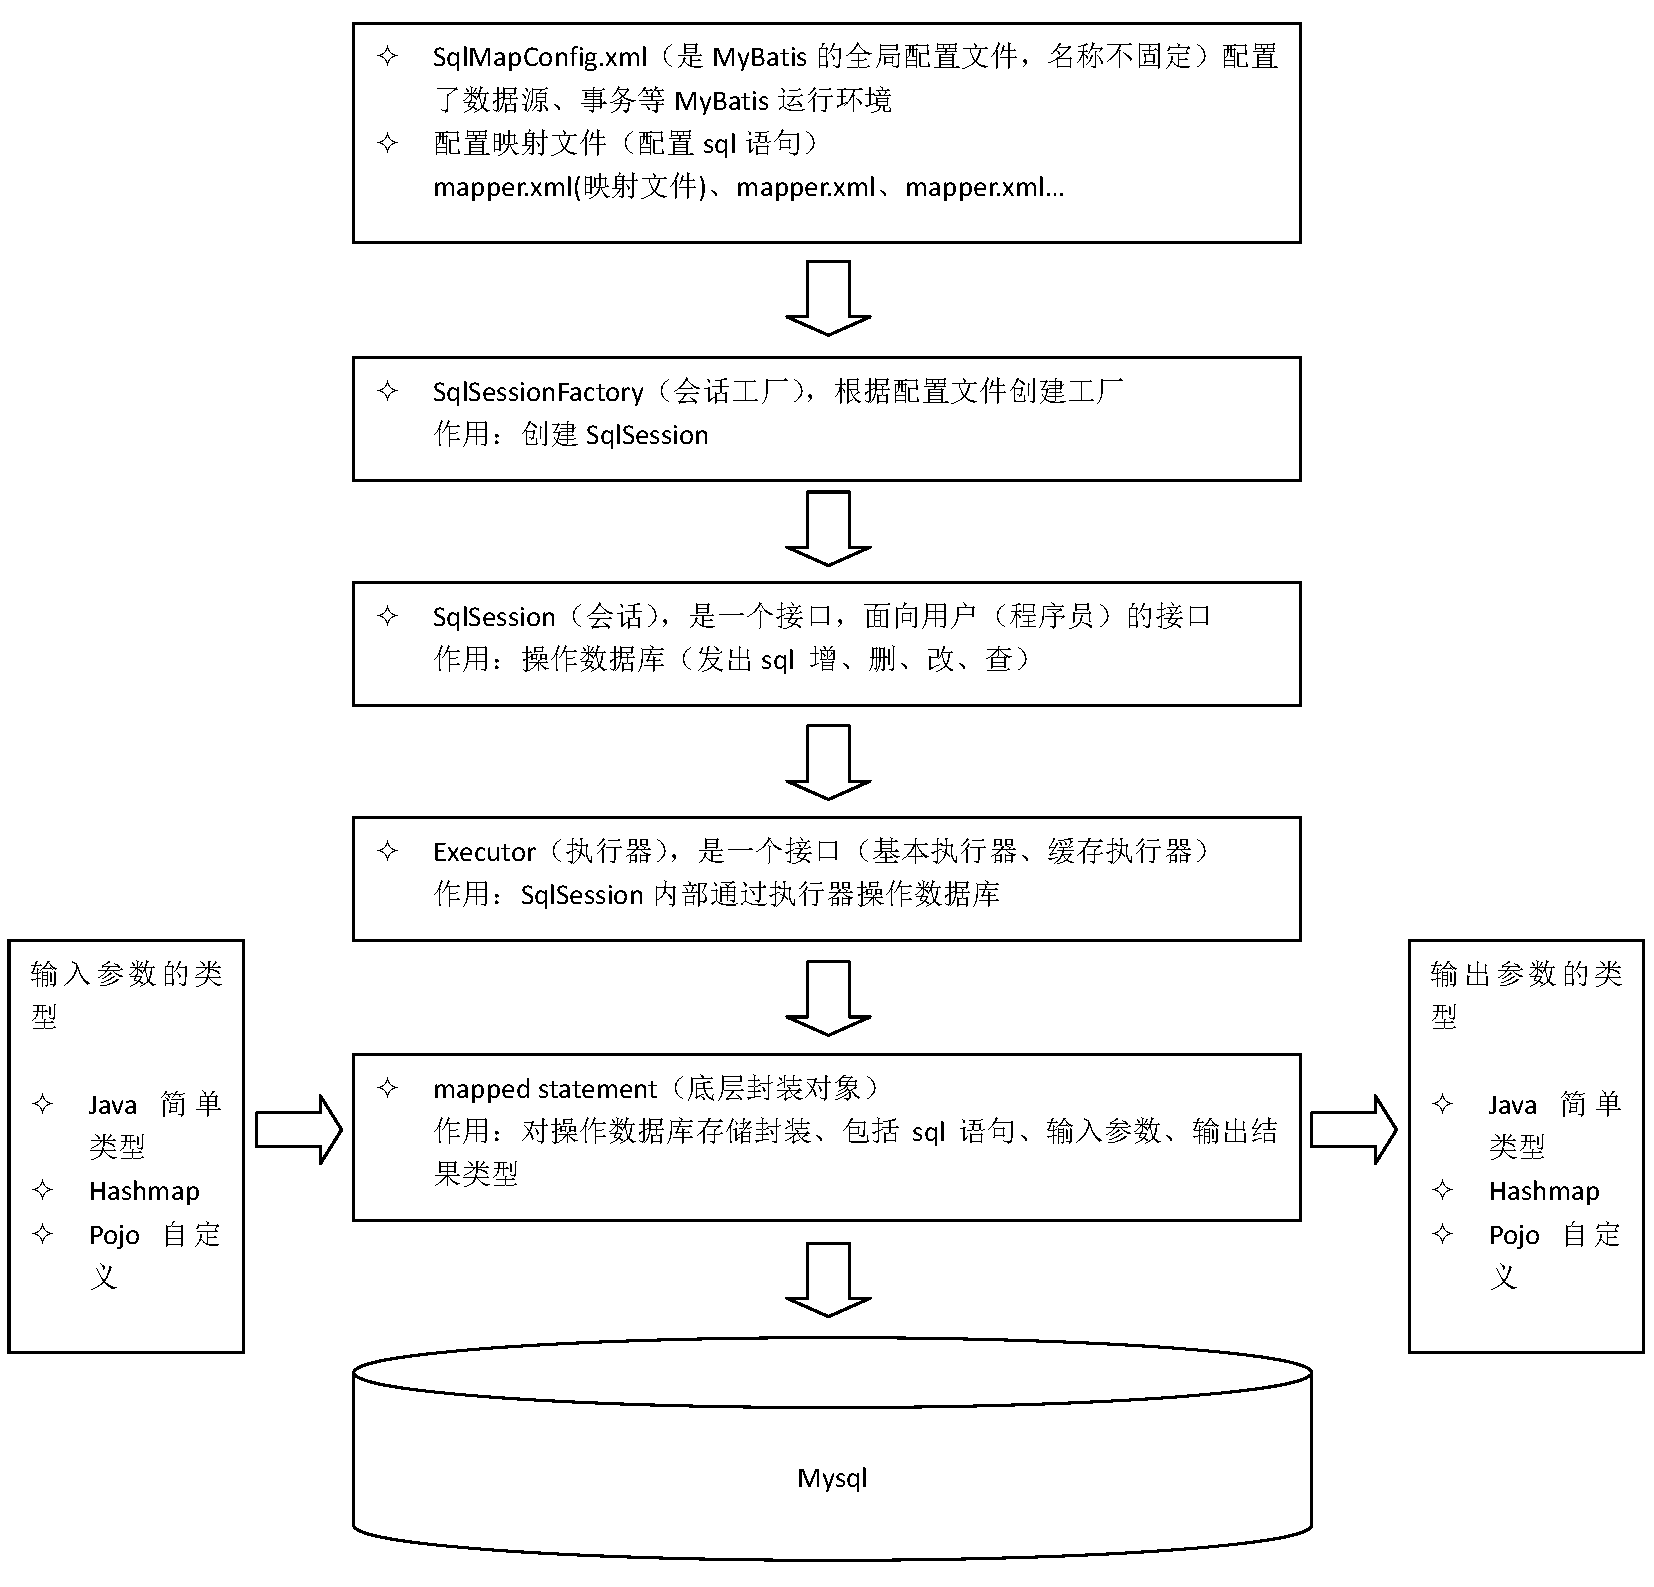 ✧ SqlMapConfig.xml（是 MyBatis 的全局配置文件，名称不固定）配置
了数据源、事务等 MyBatis 运行环境
✧ 配置映射文件（配置 sql 语句）
mapper.xml(映射文件)、mapper.xml、mapper.xml…
✧ SqlSessionFactory（会话工厂），根据配置文件创建工厂
作用：创建 SqlSession
✧ SqlSession（会话），是一个接口，面向用户（程序员）的接口
作用：操作数据库（发出 sql 增、删、改、查）
✧ Executor（执行器），是一个接口（基本执行器、缓存执行器）
作用：SqlSession 内部通过执行器操作数据库
输入参数的类
型
✧ Java 简单
类型
✧ Hashmap
✧ Pojo 自定
义
✧ mapped statement（底层封装对象）
作用：对操作数据库存储封装、包括 sql 语句、输入参数、输出结
果类型
输出参数的类
型
✧ Java 简单
类型
✧ Hashmap
✧ Pojo 自定
义
Mysql